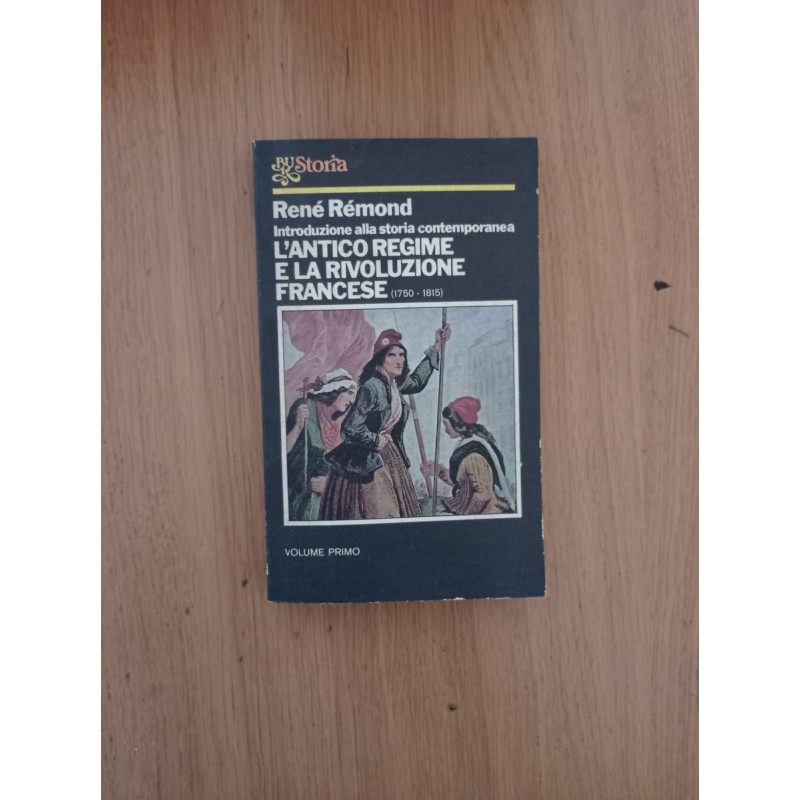 BUR Storia
René Rémond
Introduzione alla storia contemporanea
L'ANTICO REGIME
E LA RIVOLUZIONE
FRANCESE (1750 - 1815)
VOLUME PRIMO